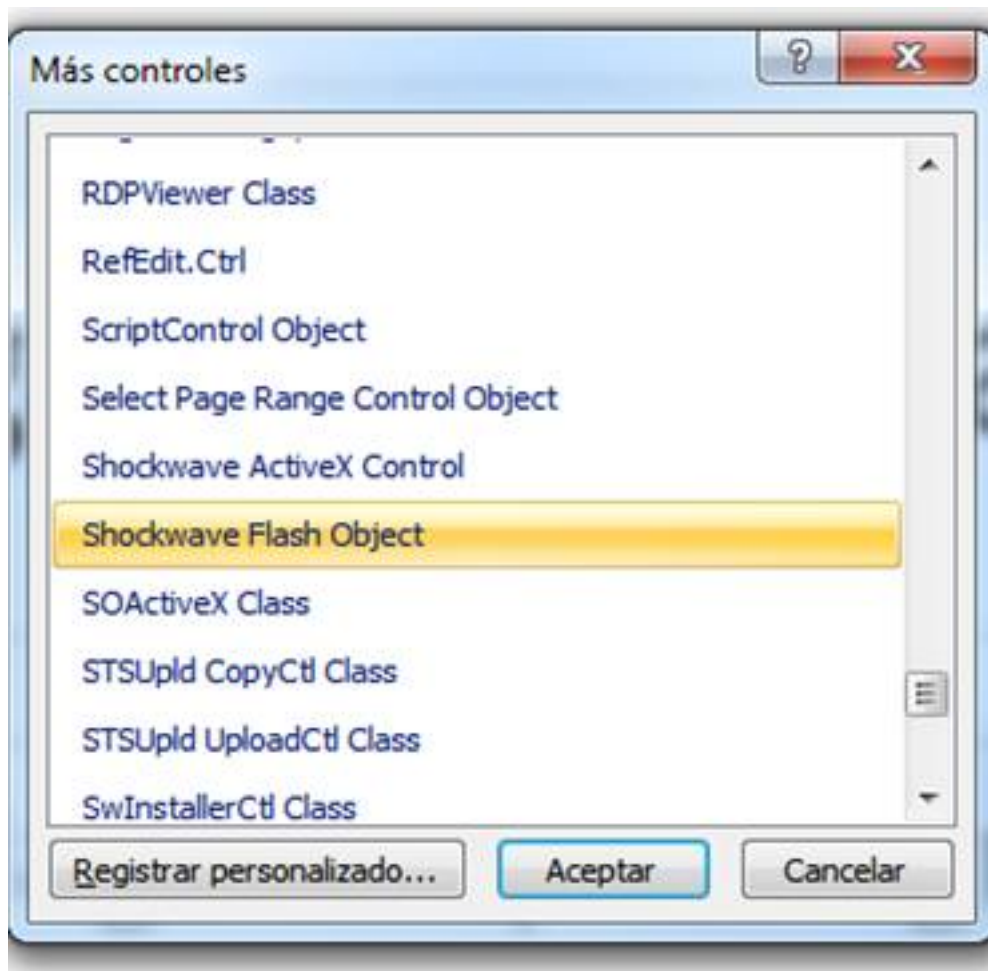 Más controles
RDPViewer Class
RefEdit.Ctrl
ScriptControl Object
Select Page Range Control Object
Shockwave ActiveX Control
Shockwave Flash Object
SOActiveX Class
STSUpld CopyCtl Class
STSUpld UploadCtl Class
SwInstallerCtl Class
Registrar personalizado...
Aceptar
Cancelar